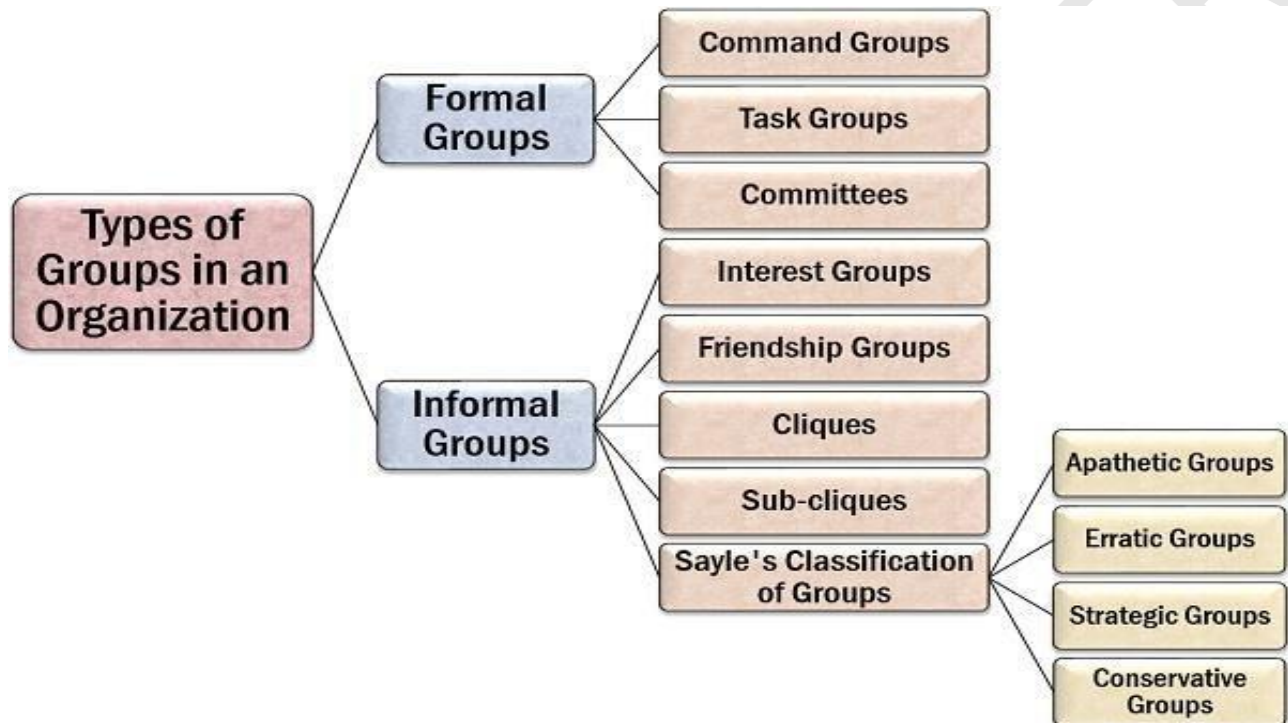 Types of
Groups in an
Organization
Formal
Groups
Command Groups
Task Groups
Committees
Informal
Groups
Interest Groups
Friendship Groups
Cliques
Sub-cliques
Sayle's Classification
of Groups
Apathetic Groups
Erratic Groups
Strategic Groups
Conservative
Groups